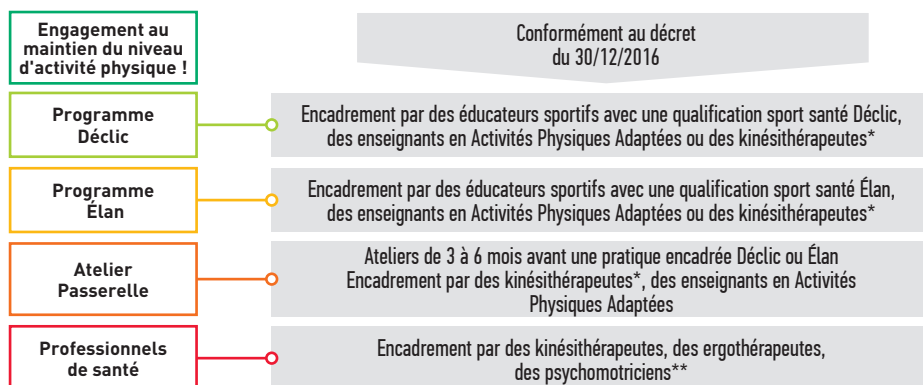 Engagement au
maintien du niveau
d'activité physique !
Conformément au décret
du 30/12/2016
Programme
Déclic
Encadrement par des éducateurs sportifs avec une qualification sport santé Déclic,
des enseignants en Activités Physiques Adaptées ou des kinésithérapeutes*
Programme
Élan
Encadrement par des éducateurs sportifs avec une qualification sport santé Élan,
des enseignants en Activités Physiques Adaptées ou des kinésithérapeutes*
Atelier
Passerelle
Ateliers de 3 à 6 mois avant une pratique encadrée Déclic ou Élan
Encadrement par des kinésithérapeutes*, des enseignants en Activités
Physiques Adaptées
Professionnels
de santé
Encadrement par des kinésithérapeutes, des ergothérapeutes,
des psychomotriciens**